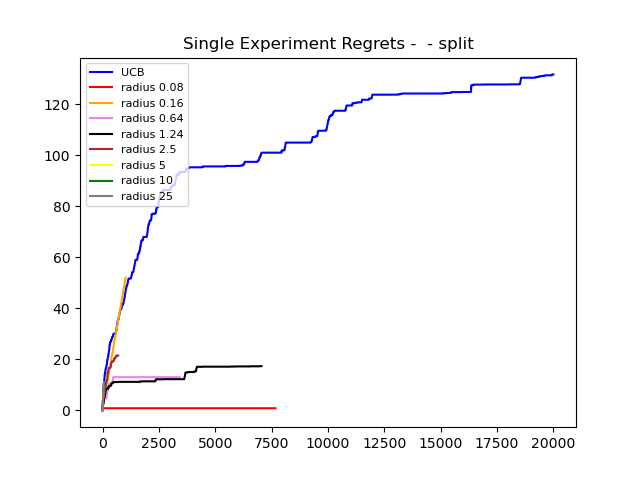 Single Experiment Regrets -  - split
UCB
radius 0.08
radius 0.16
radius 0.64
radius 1.24
radius 2.5
radius 5
radius 10
radius 25
120
100
80
60
40
20
0
0 2500 5000 7500 10000 12500 15000 17500 20000